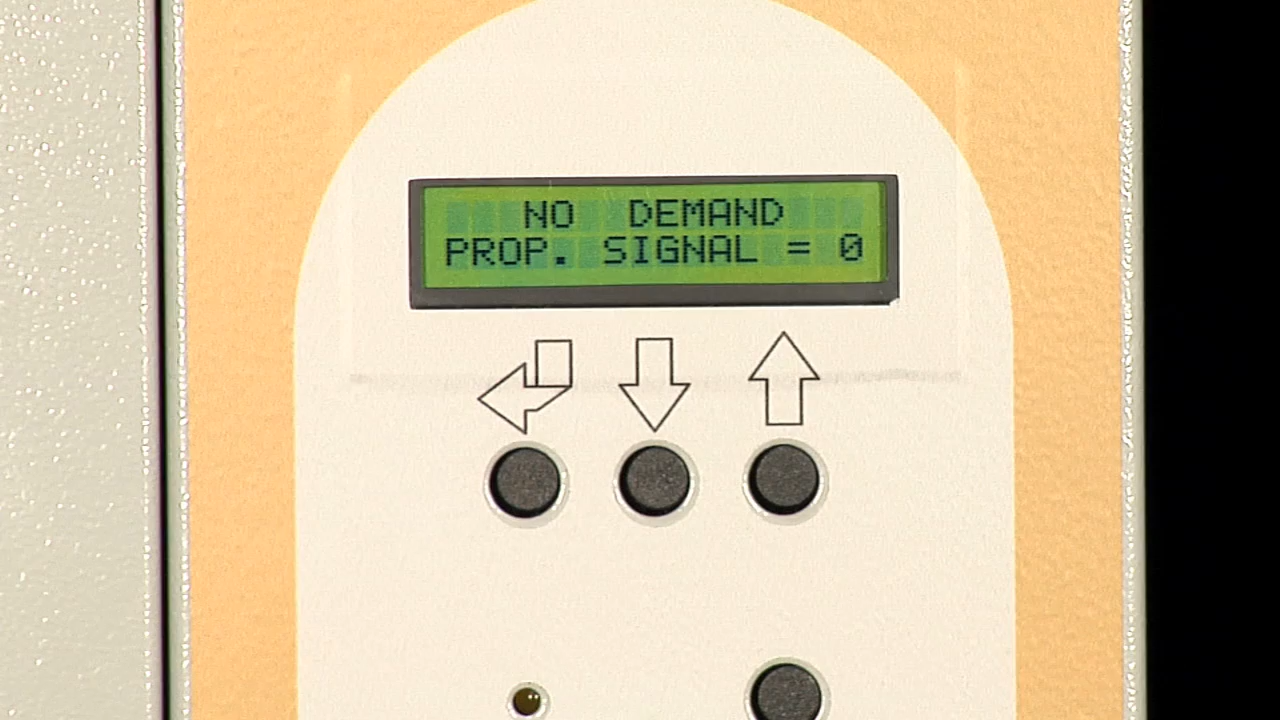 NO DEMAND
PROP. SIGNAL = 0